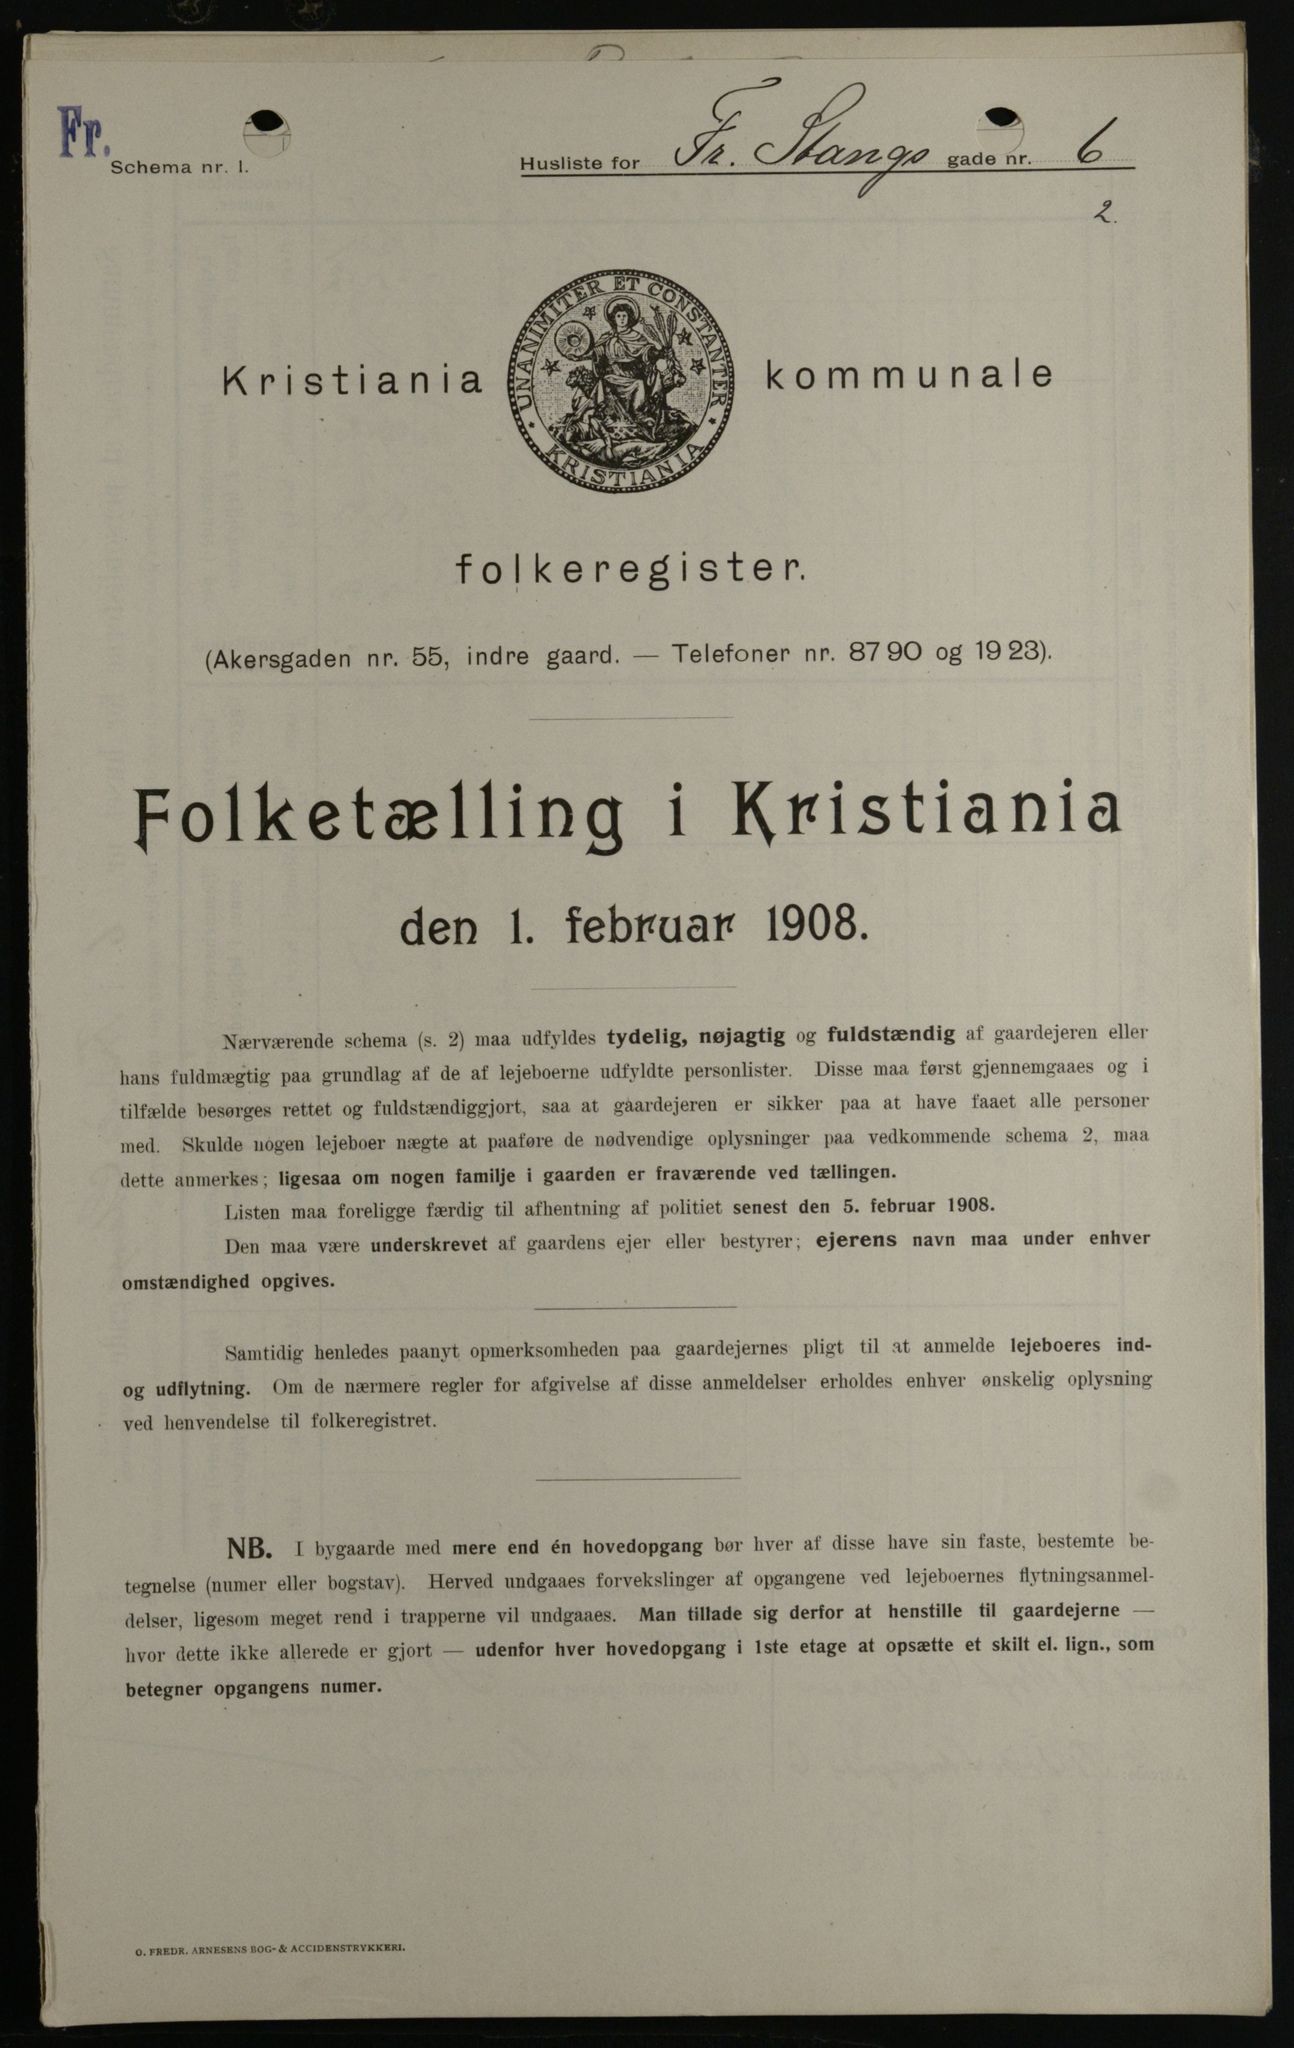 Fr.
Schema nr. 1.
Husliste for Fr. Stangs gade nr. 6
2.
UNANIMITER ET CONSTANTER
KRISTIANIA
Kristiania kommunale
folkeregister.
(Akersgaden nr. 55, indre gaard. — Telefoner nr. 87 90 og 19 23).
Folketælling i Kristiania
den 1. februar 1908.
Nærværende schema (s. 2) maa udfyldes tydelig, nøjagtig og fuldstændig af gaardejeren eller
hans fuldmægtig paa grundlag af de af lejeboerne udfyldte personlister. Disse maa først gjennemgaaes og i
tilfælde besørges rettet og fuldstændiggjort, saa at gaardejeren er sikker paa at have faaet alle personer
med. Skulde nogen lejeboer nægte at paaføre de nødvendige oplysninger paa vedkommende schema 2, maa
dette anmerkes; ligesaa om nogen familje i gaarden er fraværende ved tællingen.
Listen maa foreligge færdig til afhentning af politiet senest den 5. februar 1908.
Den maa være underskrevet af gaardens ejer eller bestyrer; ejerens navn maa under enhver
omstændighed opgives.
Samtidig henledes paanyt opmerksomheden paa gaardejernes pligt til at anmelde lejeboeres ind-
og udflytning. Om de nærmere regler for afgivelse af disse anmeldelser erholdes enhver ønskelig oplysning
ved henvendelse til folkeregistret.
NB. I bygaarde med mere end én hovedopgang bør hver af disse have sin faste, bestemte be-
tegnelse (numer eller bogstav). Herved undgaaes forvekslinger af opgangene ved lejeboernes flytningsanmel-
delser, ligesom meget rend i trapperne vil undgaaes. Man tillade sig derfor at henstille til gaardejerne —
hvor dette ikke allerede er gjort — udenfor hver hovedopgang i 1ste etage at opsætte et skilt el. lign., som
betegner opgangens numer.
O. FREDR. ARNESENS BOG- & ACCIDENSTRYKKERI.